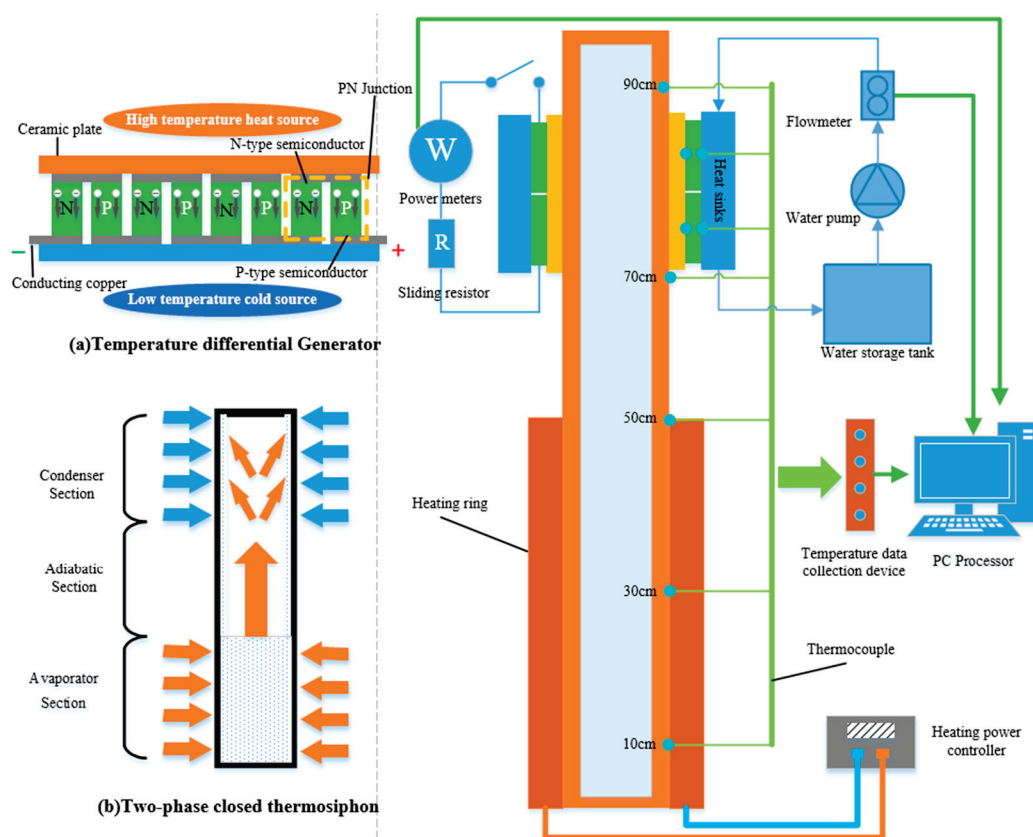 PN Junction
High temperature heat source
Ceramic plate
N-type semiconductor
N
P
N
P
N
P
N
P
−
+
P-type semiconductor
Conducting copper
Low temperature cold source
(a)Temperature differential Generator
Condenser
Section
Adiabatic
Section
Avaporator
Section
(b)Two-phase closed thermosiphon
W
Power meters
R
Sliding resistor
90cm
Heat sinks
70cm
50cm
30cm
10cm
Heating ring
Flowmeter
Water pump
Water storage tank
Temperature data
collection device
PC Processor
Thermocouple
Heating power
controller